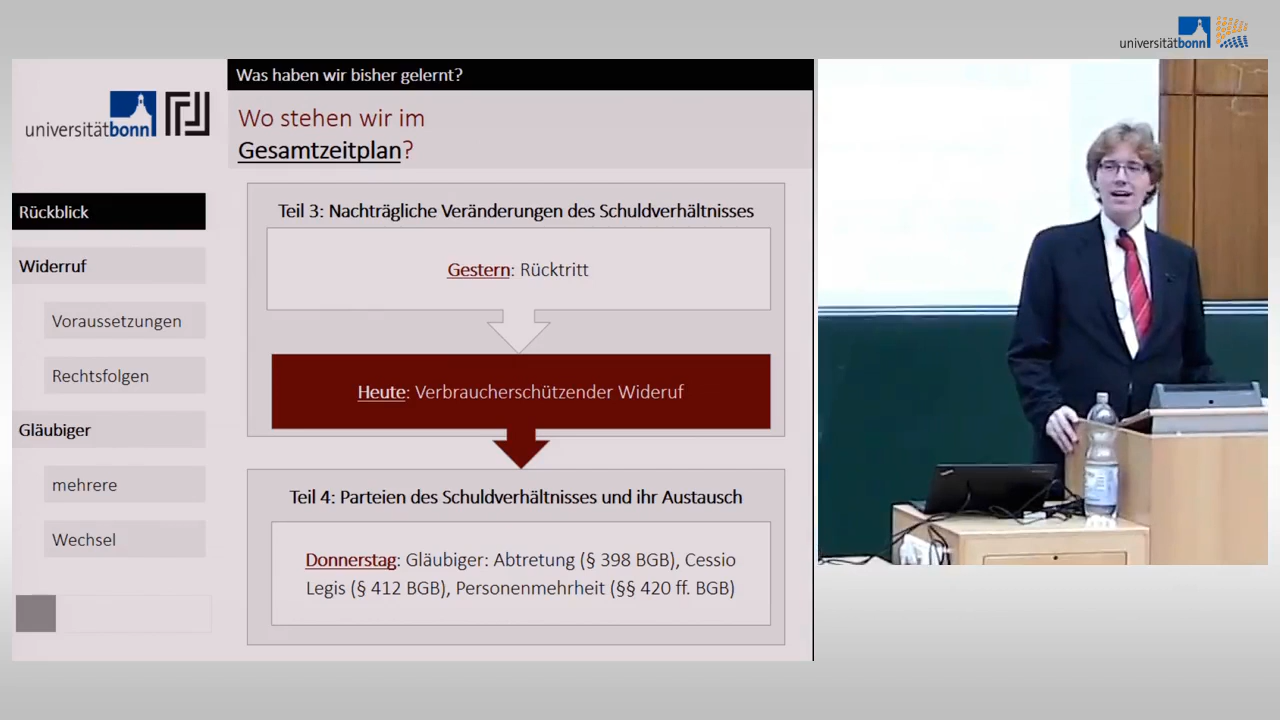 universitätbonn
Was haben wir bisher gelernt?
universitätbonn
Wo stehen wir im
Gesamtzeitplan?
Rückblick
Widerruf
Voraussetzungen
Rechtsfolgen
Gläubiger
mehrere
Wechsel
Teil 3: Nachträgliche Veränderungen des Schuldverhältnisses
Gestern: Rücktritt
Heute: Verbraucherschützender Wideruf
Teil 4: Parteien des Schuldverhältnisses und ihr Austausch
Donnerstag: Gläubiger: Abtretung (§ 398 BGB), Cessio
Legis (§ 412 BGB), Personenmehrheit (§§ 420 ff. BGB)